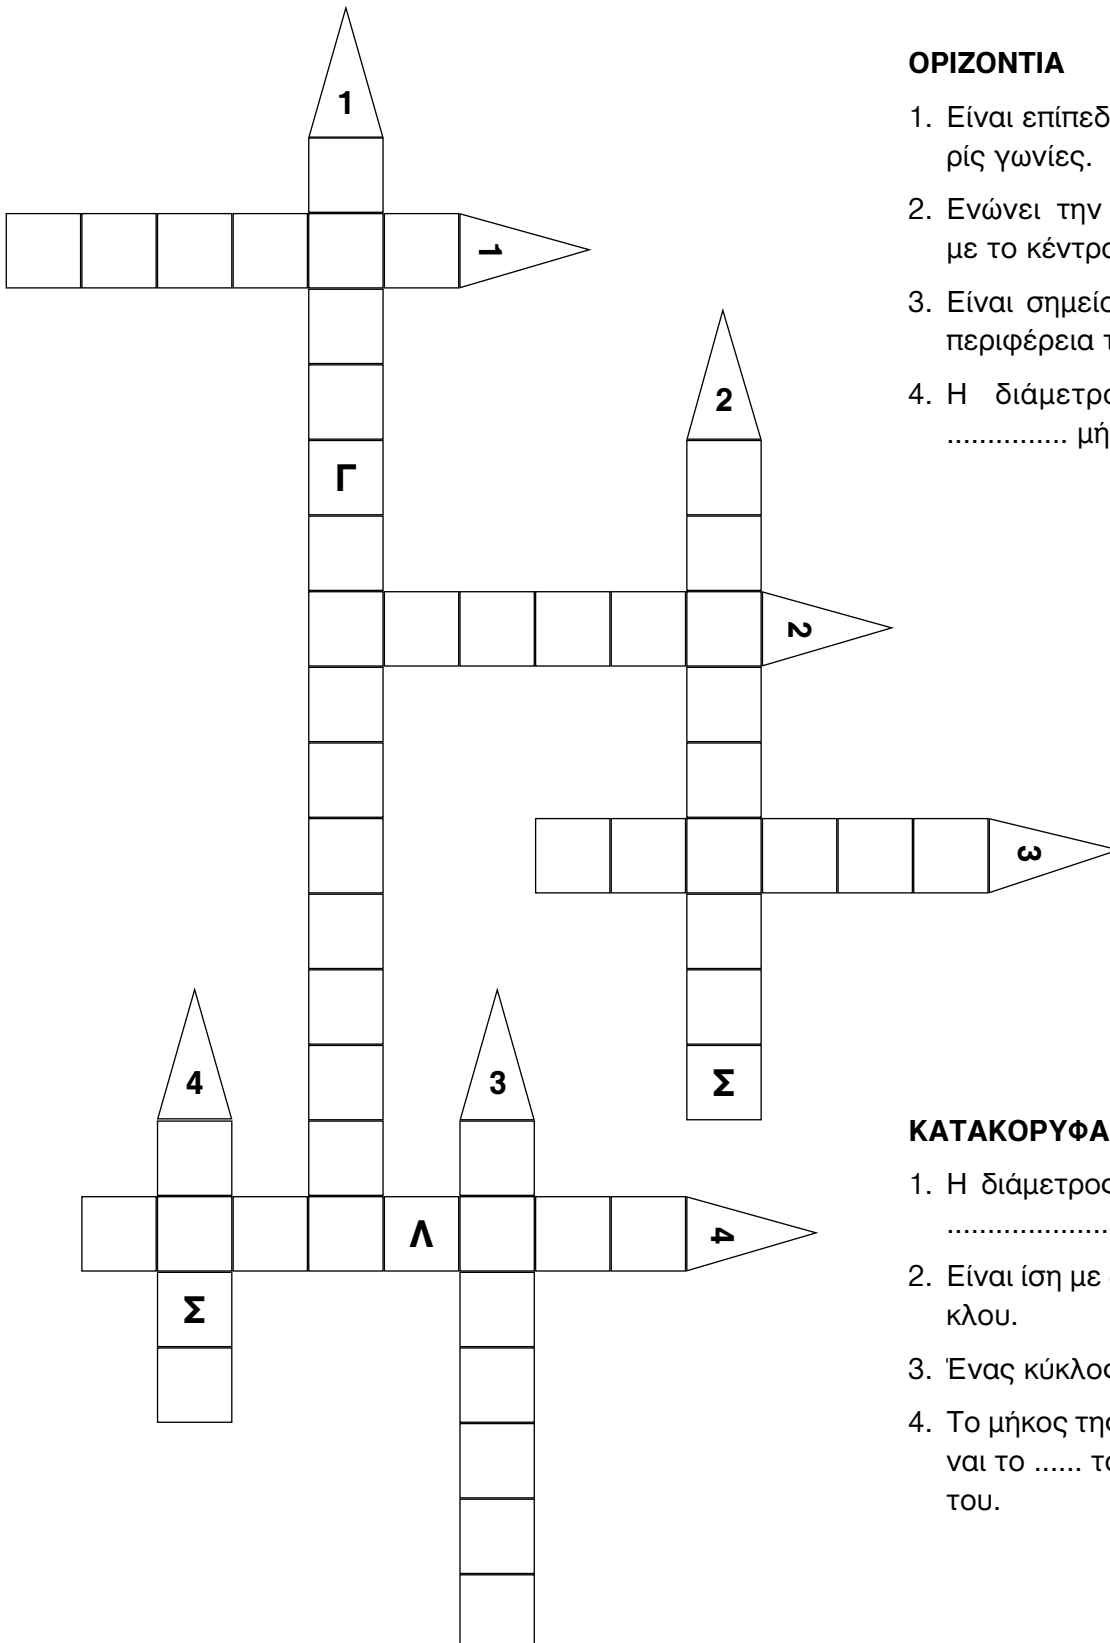 1
1
Γ
2
2
3
4
3
Σ
Λ
4
Σ
ΟΡΙΖΟΝΤΙΑ
1. Είναι επίπεδ
ρίς γωνίες.
2. Ενώνει την
με το κέντρο
3. Είναι σημείο
περιφέρεια τ
4. Η διάμετρο
............... μή
ΚΑΤΑΚΟΡΥΦΑ
1. Η διάμετρος
....................
2. Είναι ίση με
κλου.
3. Ένας κύκλος
4. Το μήκος της
ναι το ...... το
του.